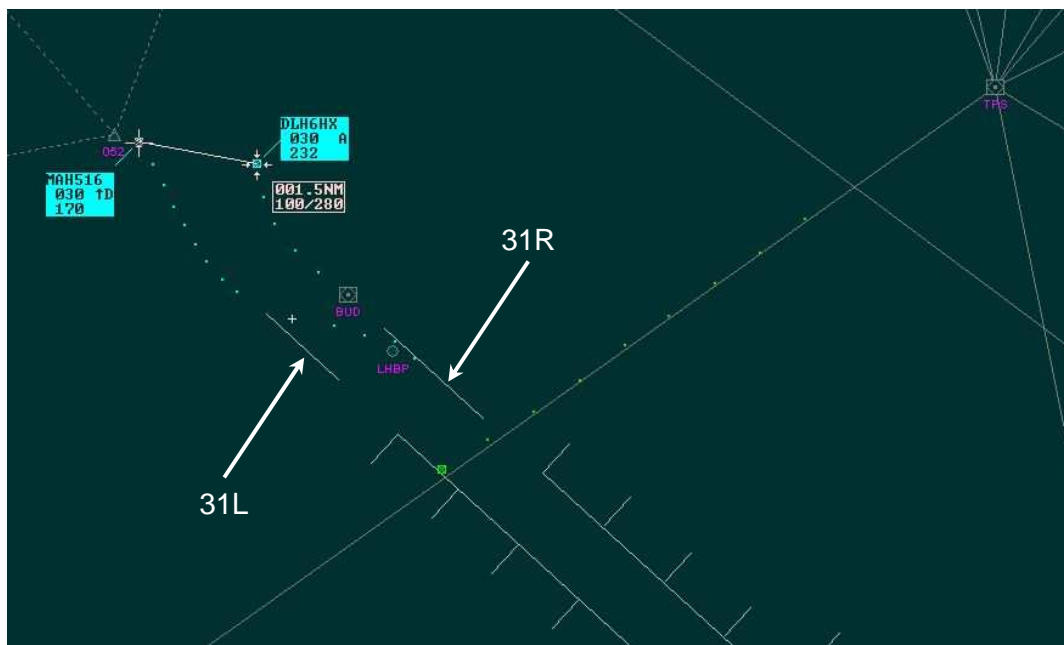 TPS
DLH6HX
030 A
232
052
001.5NM
100/280
MAH516
030 ↑D
170
31R
BUD
LHBP
31L